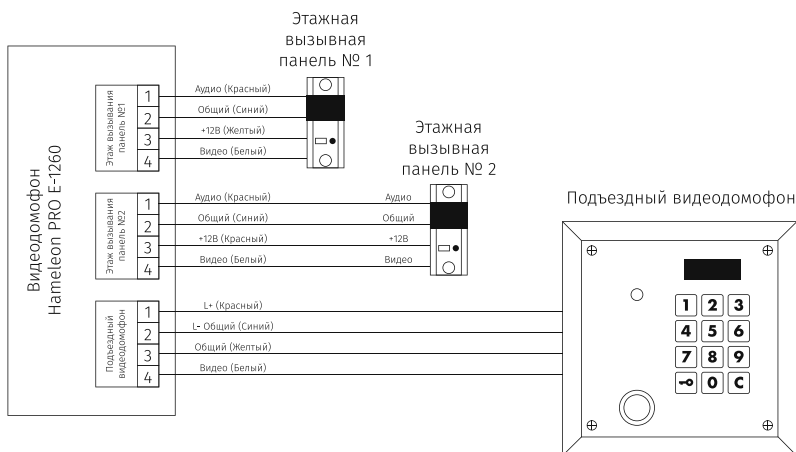 Этажная
вызывная
панель № 1
Этажная
вызывная
панель № 2
Подъездный видеодомофон
Видеодомофон
Hameleon PRO E-1260
Этаж вызывания
панель №1
1
2
3
4
Аудио (Красный)
Общий (Синий)
+12В (Желтый)
Видео (Белый)
Этаж вызывания
панель №2
1
2
3
4
Аудио (Красный)
Общий (Синий)
+12В (Красный)
Видео (Белый)
Аудио
Общий
+12В
Видео
Подъездный
видеодомофон
1
2
3
4
L+ (Красный)
L- Общий (Синий)
Общий (Желтый)
Видео (Белый)
1 2 3
4 5 6
7 8 9
0 C